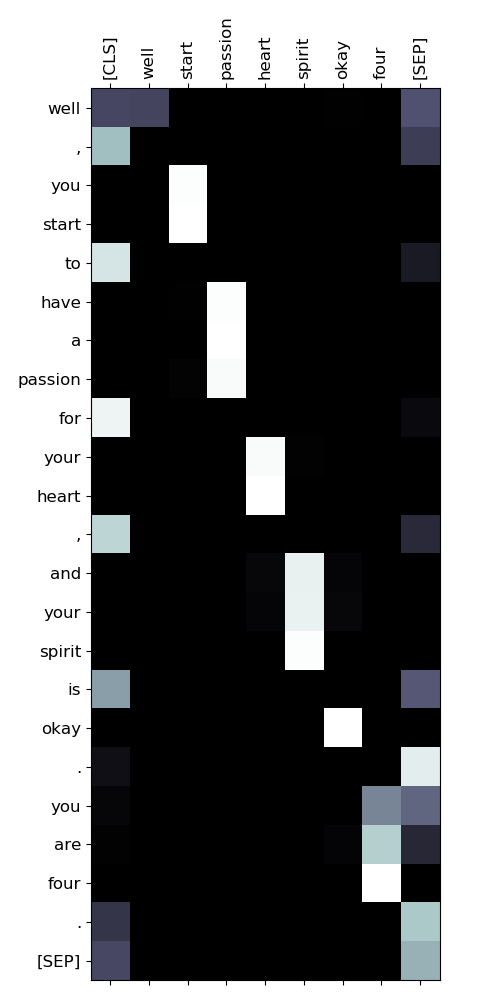 [CLS] well start passion heart spirit okay four [SEP]
well
,
you
start
to
have
a
passion
for
your
heart
,
and
your
spirit
is
okay
.
you
are
four
.
[SEP]